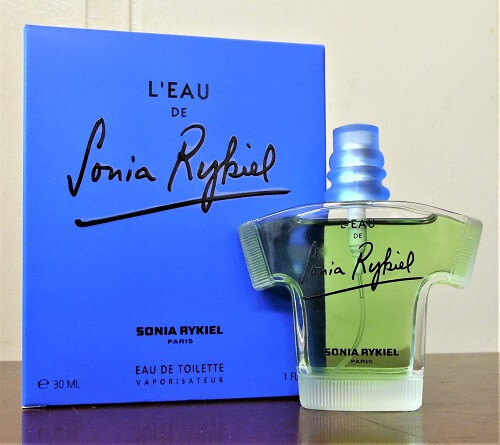 L'EAU
DE
Sonia Rykiel
SONIA RYKIEL
PARIS
EAU DE TOILETTE
VAPORISATEUR
℮ 30 ML
1 FL
L'EAU
DE
Sonia Rykiel
SONIA RYKIEL
PARIS